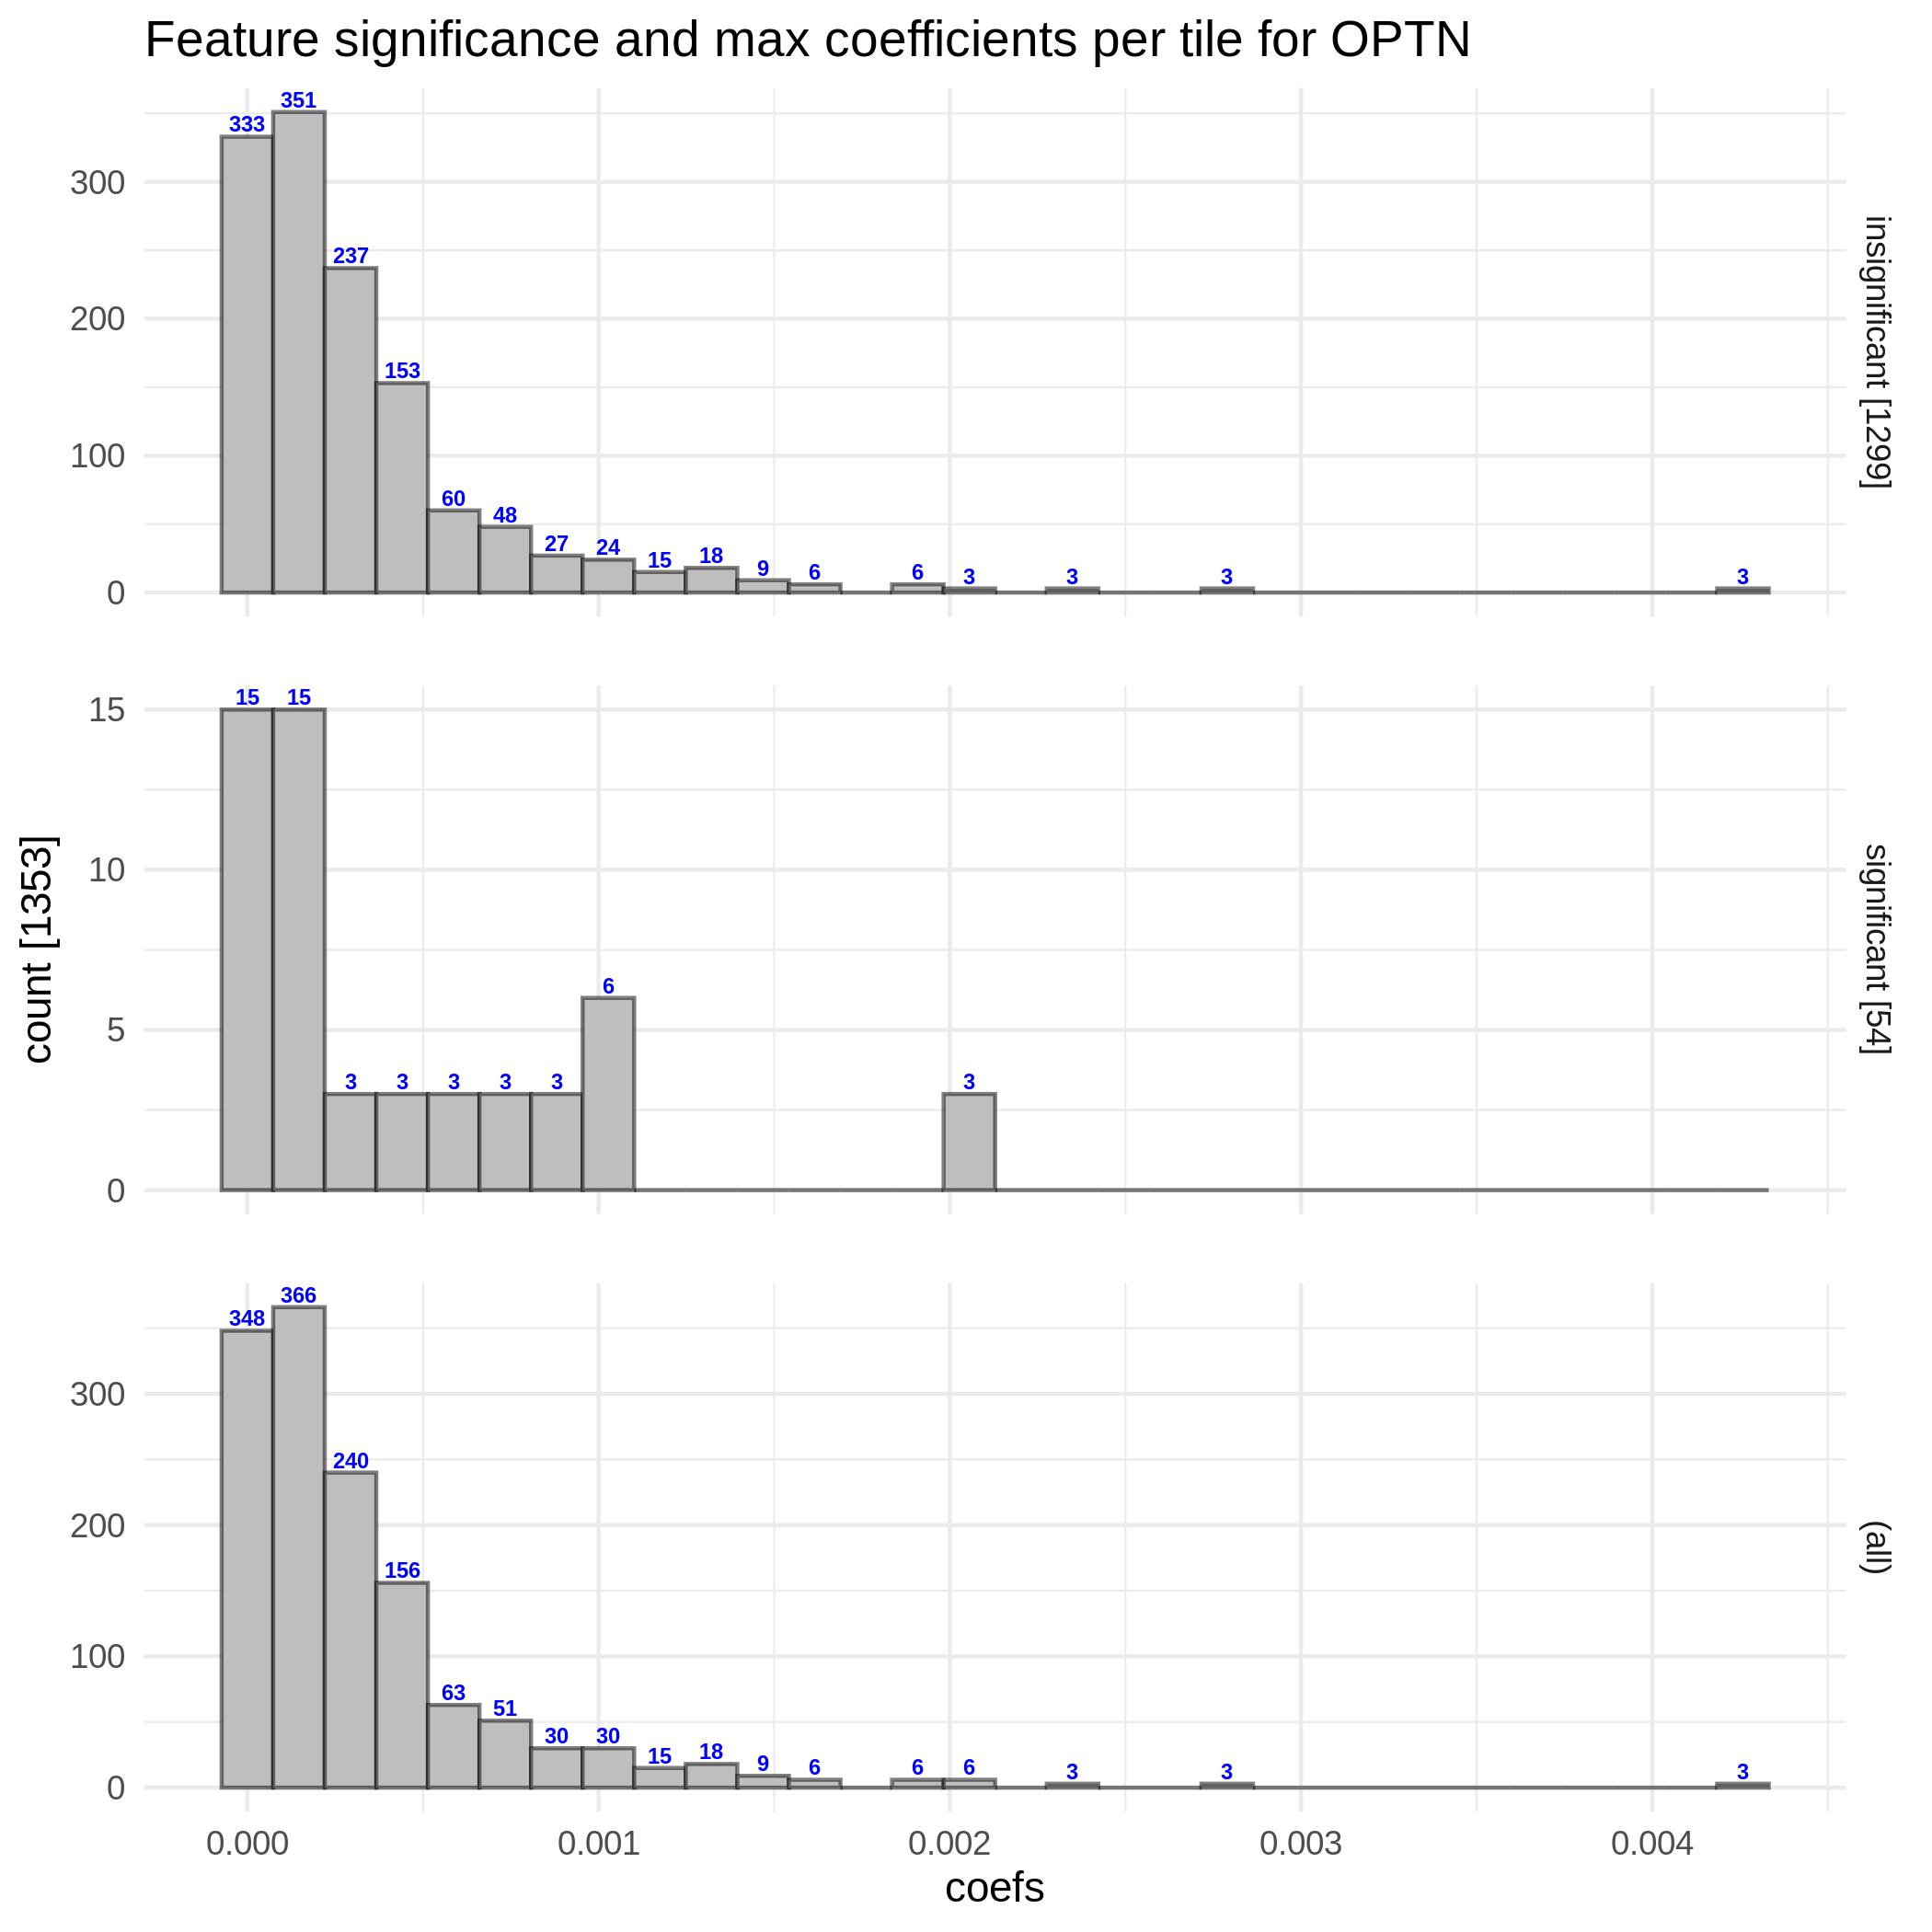 Feature significance and max coefficients per tile for OPTN
333 351 237 153 60 48 27 24 15 18 9 6 6 3 3 3 3
300
200
100
0
insignificant [1299]
15 15 3 3 3 3 3 6 3
15
10
5
0
significant [54]
count [1353]
348 366 240 156 63 51 30 30 15 18 9 6 6 6 3 3 3
300
200
100
0
(all)
0.000 0.001 0.002 0.003 0.004
coefs